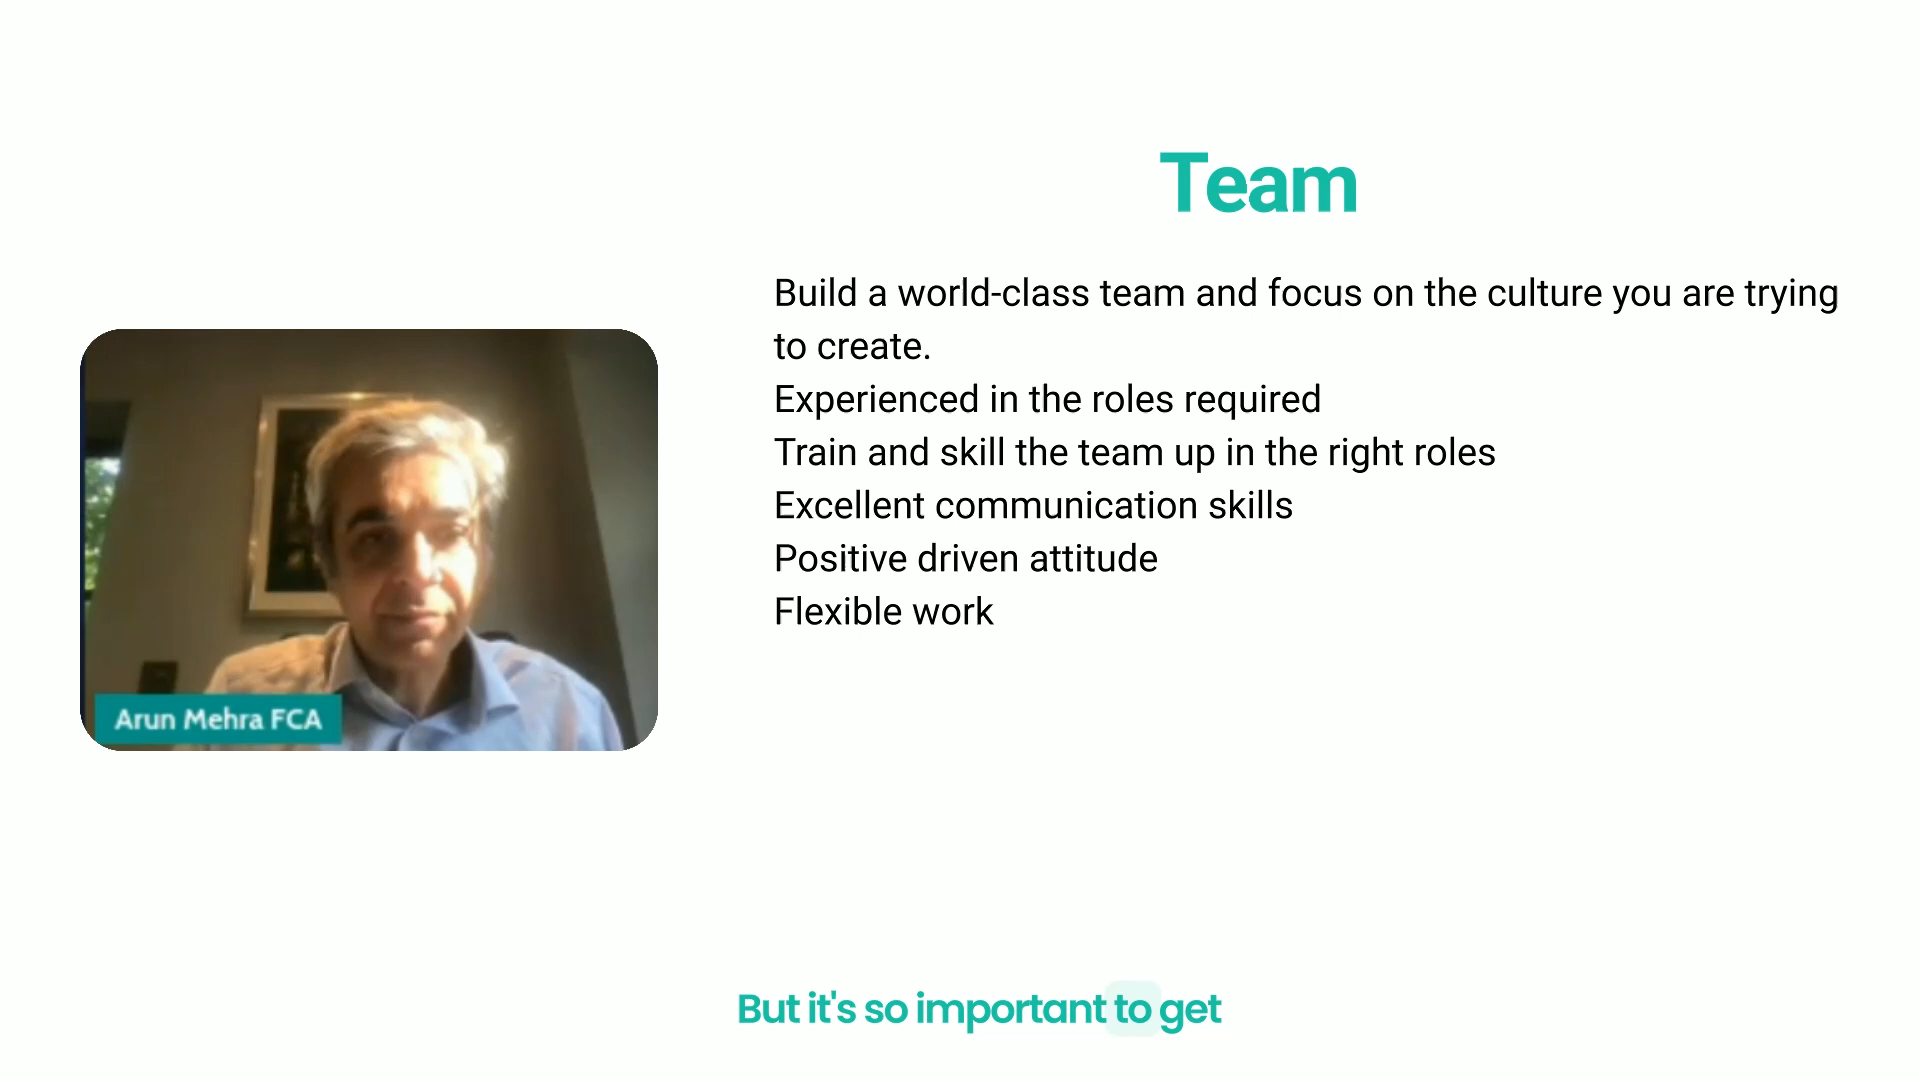 Team
Build a world-class team and focus on the culture you are trying
to create.
Experienced in the roles required
Train and skill the team up in the right roles
Excellent communication skills
Positive driven attitude
Flexible work
Arun Mehra FCA
But it's so important to get